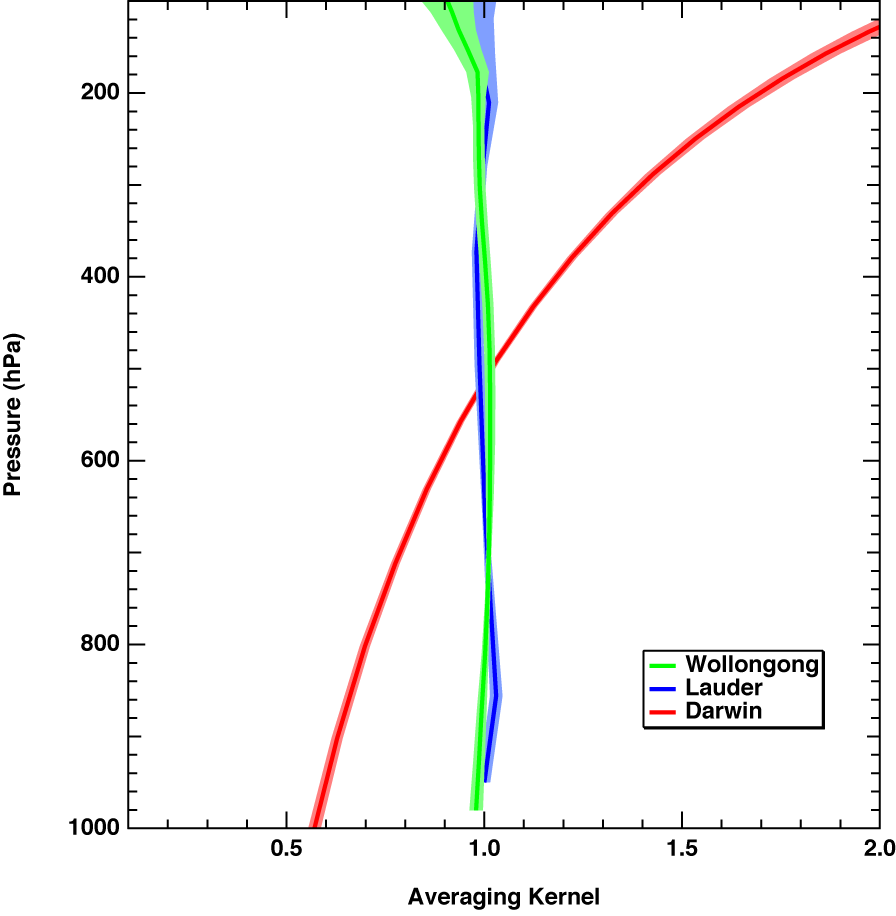 200
400
600
800
1000
Pressure (hPa)
Wollongong
Lauder
Darwin
0.5 1.0 1.5 2.0
Averaging Kernel